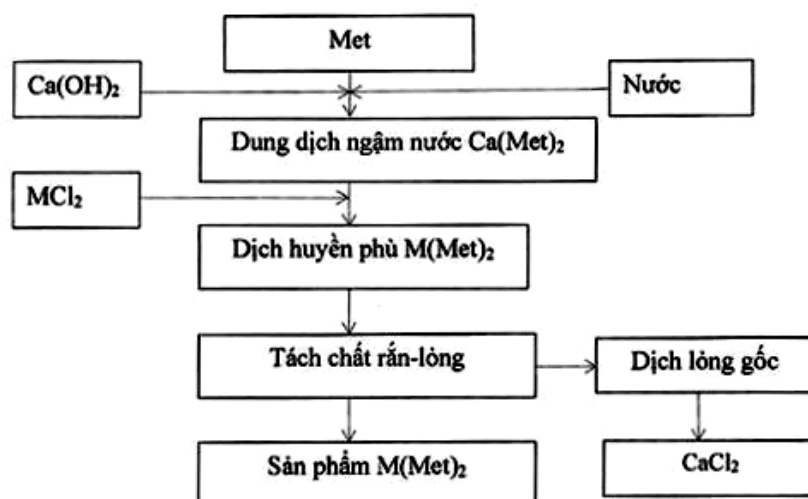 Met
Ca(OH)₂
Nước
Dung dịch ngậm nước Ca(Met)₂
MCl₂
Dịch huyền phù M(Met)₂
Tách chất rắn-lỏng
Dịch lỏng gốc
Sản phẩm M(Met)₂
CaCl₂